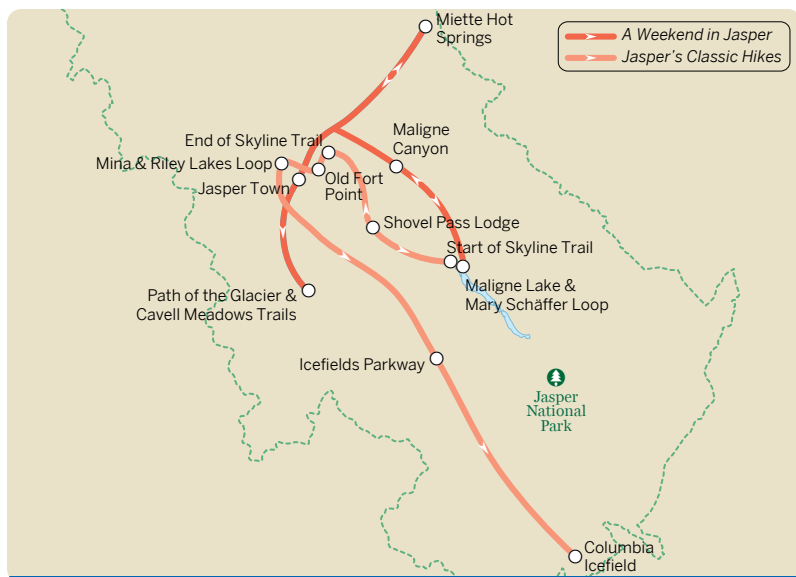 Miette Hot
Springs
A Weekend in Jasper
Jasper's Classic Hikes
End of Skyline Trail
Maligne
Canyon
Mina & Riley Lakes Loop
Jasper Town
Old Fort
Point
Shovel Pass Lodge
Start of Skyline Trail
Maligne Lake &
Mary Schäffer Loop
Path of the Glacier &
Cavell Meadows Trails
Icefields Parkway
Jasper
National
Park
Columbia
Icefield